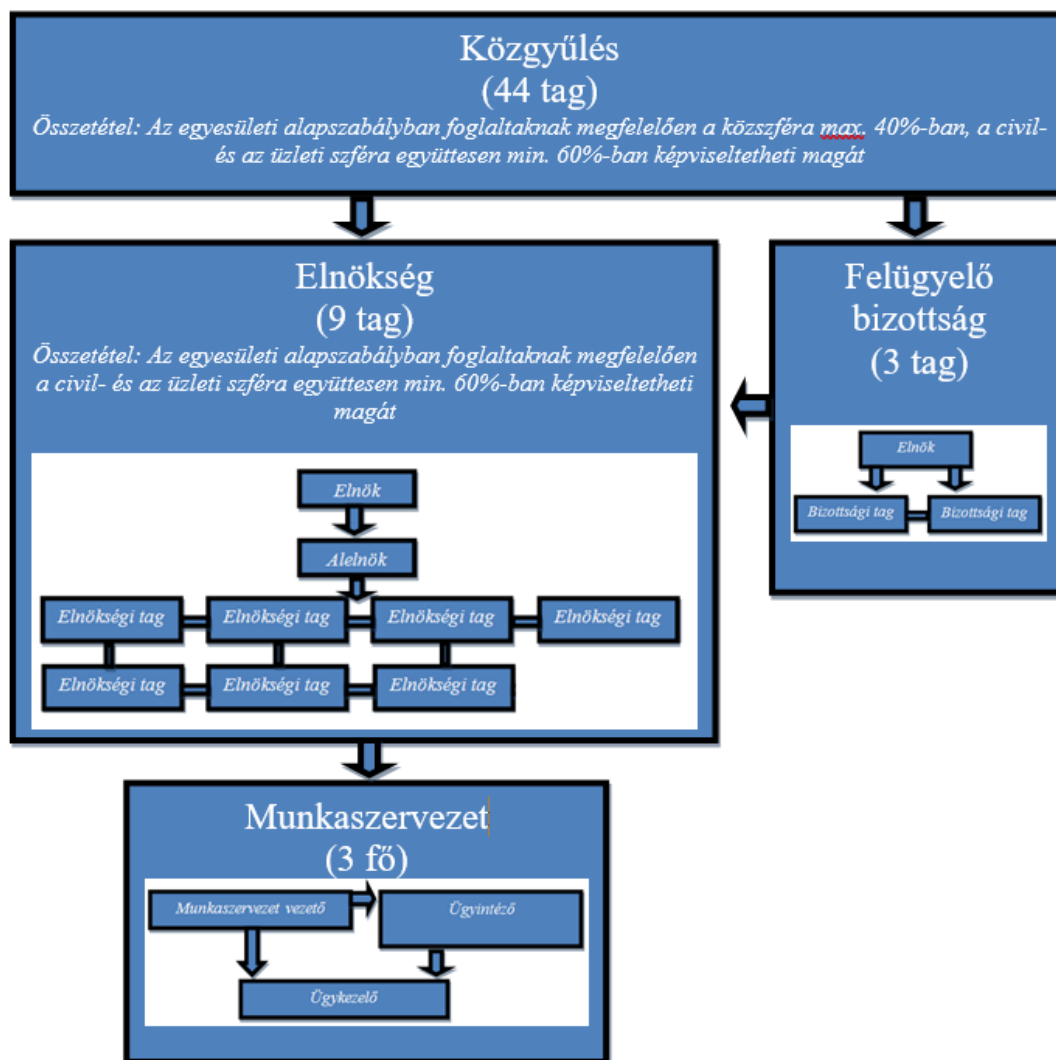 Közgyűlés
(44 tag)
Összetétel: Az egyesületi alapszabályban foglaltaknak megfelelően a közszféra max. 40%-ban, a civil-
és az üzleti szféra együttesen min. 60%-ban képviseltetheti magát
Elnökség
(9 tag)
Összetétel: Az egyesületi alapszabályban foglaltaknak megfelelően
a civil- és az üzleti szféra együttesen min. 60%-ban képviseltetheti
magát
Elnök
Alelnök
Elnökségi tag Elnökségi tag Elnökségi tag Elnökségi tag
Elnökségi tag Elnökségi tag Elnökségi tag
Felügyelő
bizottság
(3 tag)
Elnök
Bizottsági tag Bizottsági tag
Munkaszervezet
(3 fő)
Munkaszervezet vezető Ügyintéző
Ügykezelő